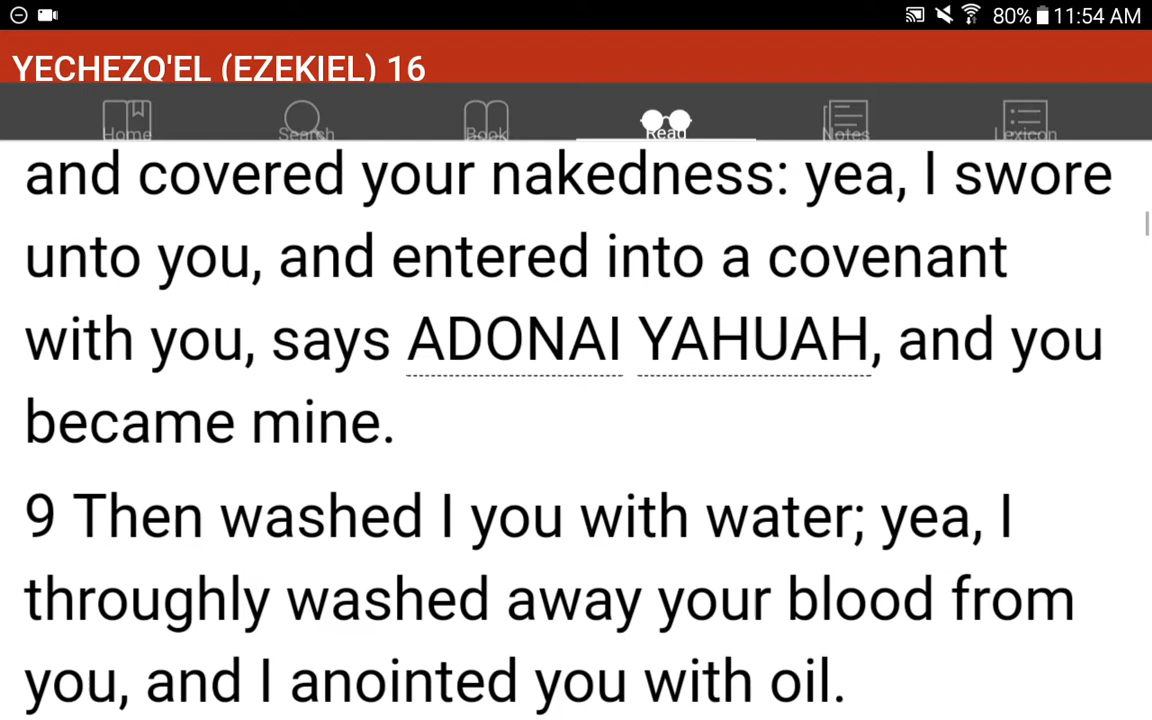 80% 11:54 AM
YECHEZQ'EL (EZEKIEL) 16
Home Search Book Read Notes Lexicon
and covered your nakedness: yea, I swore
unto you, and entered into a covenant
with you, says ADONAI YAHUAH, and you
became mine.
9 Then washed I you with water; yea, I
throughly washed away your blood from
you, and I anointed you with oil.